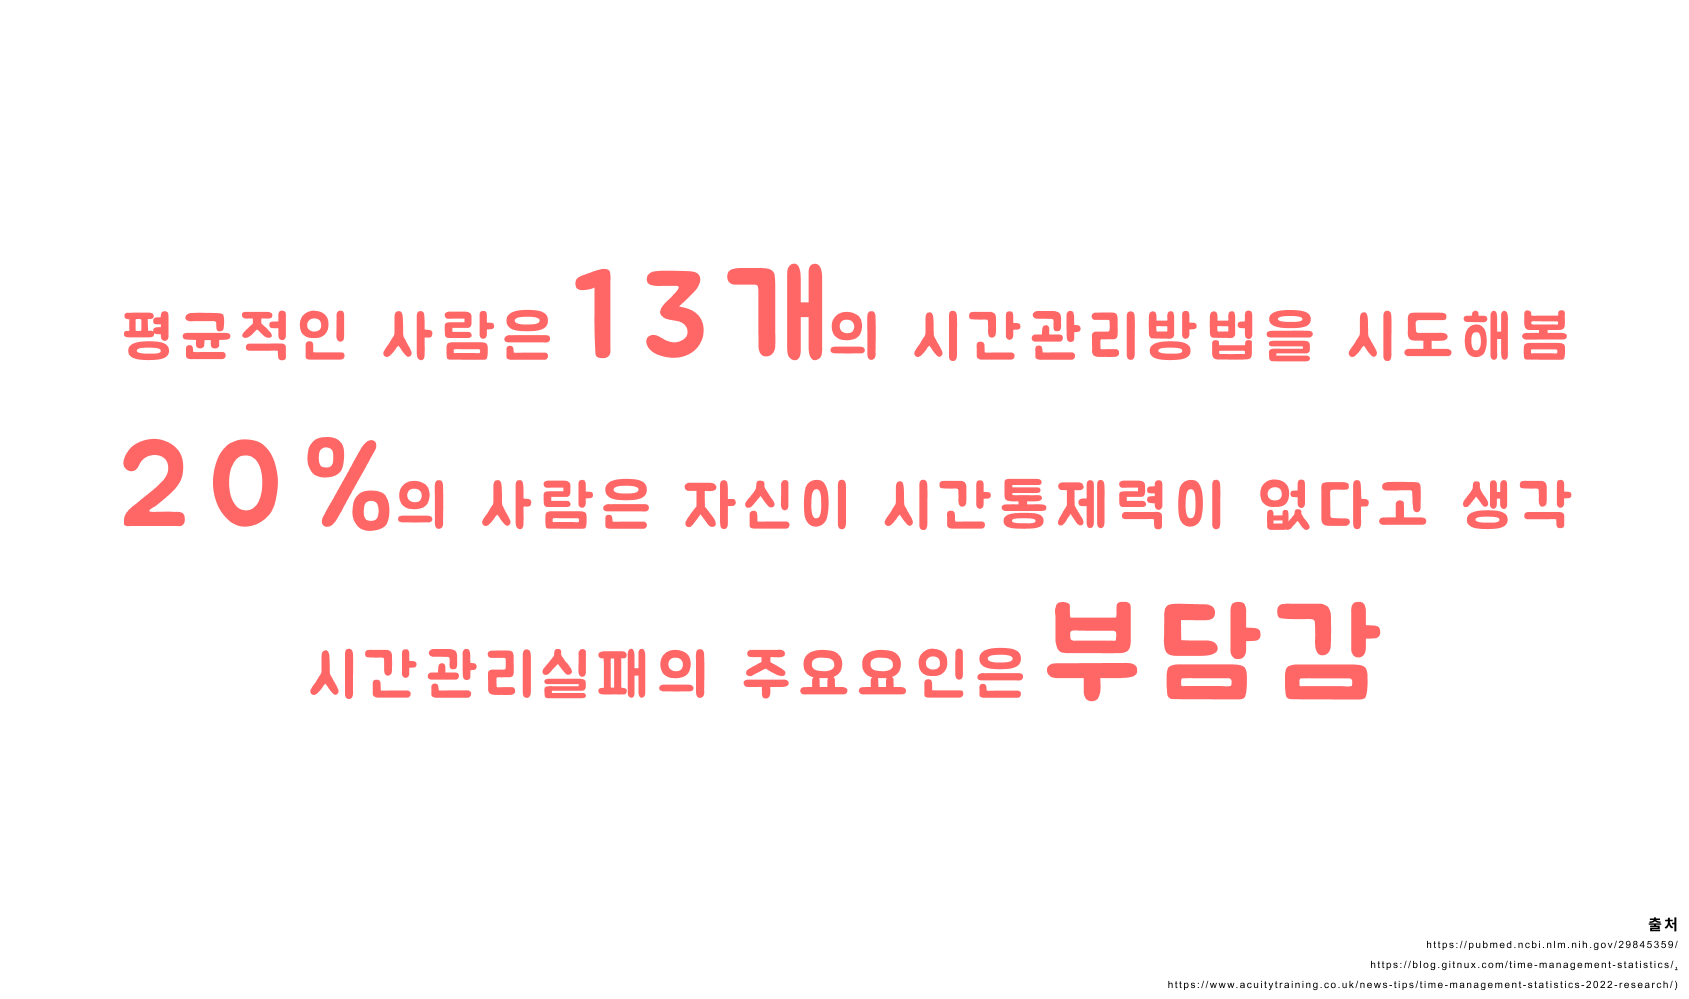 평균적인 사람은 13개의 시간관리방법을 시도해봄
20%의 사람은 자신이 시간통제력이 없다고 생각
시간관리실패의 주요요인은 부담감
출처
https://pubmed.ncbi.nlm.nih.gov/29845359/
https://blog.gitnux.com/time-management-statistics/,
https://www.acuitytraining.co.uk/news-tips/time-management-statistics-2022-research/)